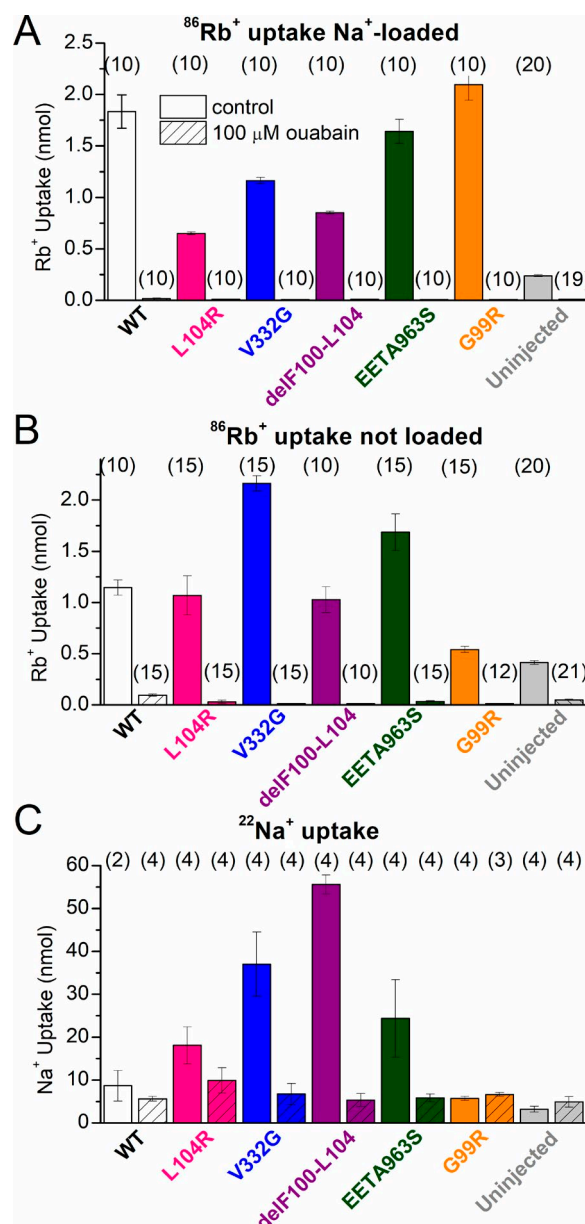 A
⁸⁶Rb⁺ uptake Na⁺-loaded
(10) (10) (10) (10) (10) (10) (20)
control
100 μM ouabain
Rb⁺ Uptake (nmol)
2.5
2.0
1.5
1.0
0.5
0.0
(10) (10) (10) (10) (10) (10) (19
WT L104R V332G delF100-L104 EETA963S G99R Uninjected
B
⁸⁶Rb⁺ uptake not loaded
(10) (15) (15) (10) (15) (15) (20)
Rb⁺ Uptake (nmol)
2.0
1.5
1.0
0.5
0.0
(15) (15) (15) (10) (15) (12) (21)
WT L104R V332G delF100-L104 EETA963S G99R Uninjected
C
²²Na⁺ uptake
(2) (4) (4) (4) (4) (4) (4) (4) (4) (4) (4) (3) (4) (4)
Na⁺ Uptake (nmol)
60
50
40
30
20
10
0
WT L104R V332G delF100-L104 EETA963S G99R Uninjected